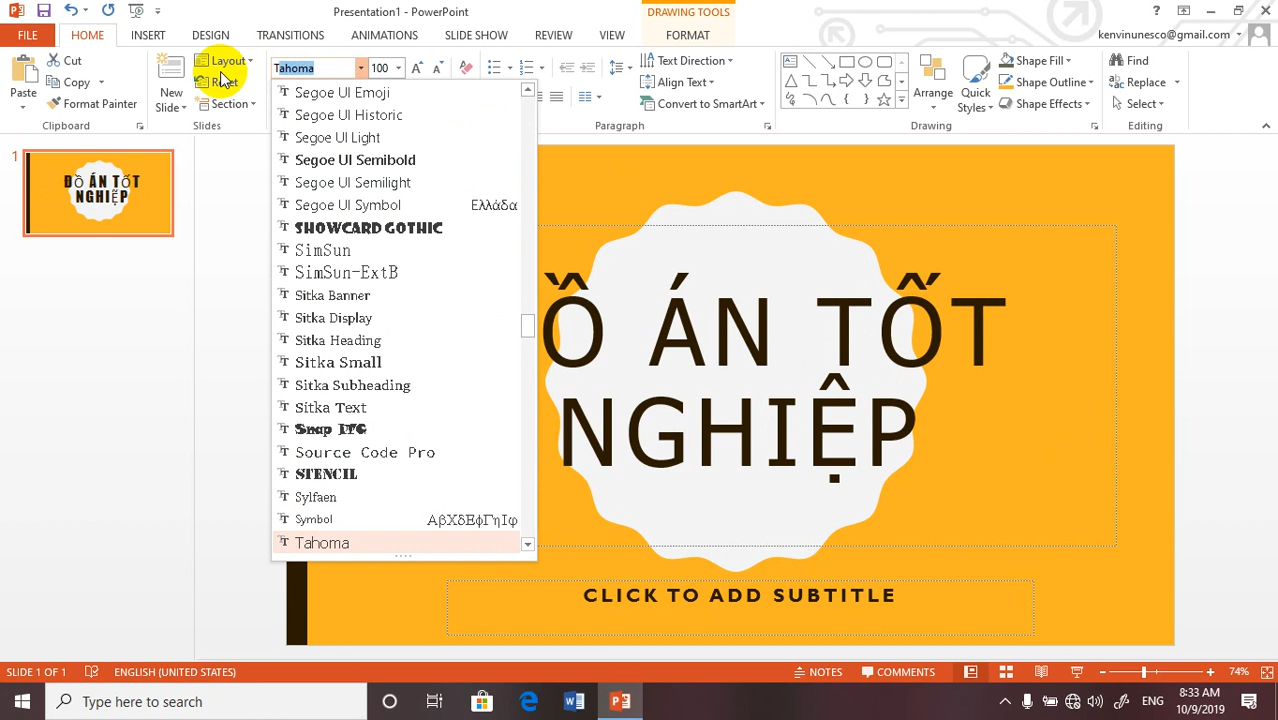 Presentation1 - PowerPoint
DRAWING TOOLS
?
FILE
HOME
INSERT
DESIGN
TRANSITIONS
ANIMATIONS
SLIDE SHOW
REVIEW
VIEW
FORMAT
kenvinunesco@gmail.com
Paste
Cut
Copy
Format Painter
Clipboard
New
Slide
Layout
Reset
Section
Slides
Tahoma
100
Text Direction
Align Text
Convert to SmartArt
Paragraph
Arrange
Quick
Styles
Shape Fill
Shape Outline
Shape Effects
Drawing
Find
Replace
Select
Editing
Segoe UI Emoji
Segoe UI Historic
Segoe UI Light
Segoe UI Semibold
Segoe UI Semilight
Segoe UI Symbol Ελλάδα
SHOWCARD GOTHIC
SimSun
SimSun-ExtB
Sitka Banner
Sitka Display
Sitka Heading
Sitka Small
Sitka Subheading
Sitka Text
Snap ITC
Source Code Pro
STENCIL
Sylfaen
Symbol ΑβΧδΕϕΓηΙφ
Tahoma
1
ĐỒ ÁN TỐT
NGHIỆP
Ồ ÁN TỐT
NGHIỆP
CLICK TO ADD SUBTITLE
SLIDE 1 OF 1
ENGLISH (UNITED STATES)
NOTES
COMMENTS
74%
Type here to search
ENG
8:33 AM
10/9/2019